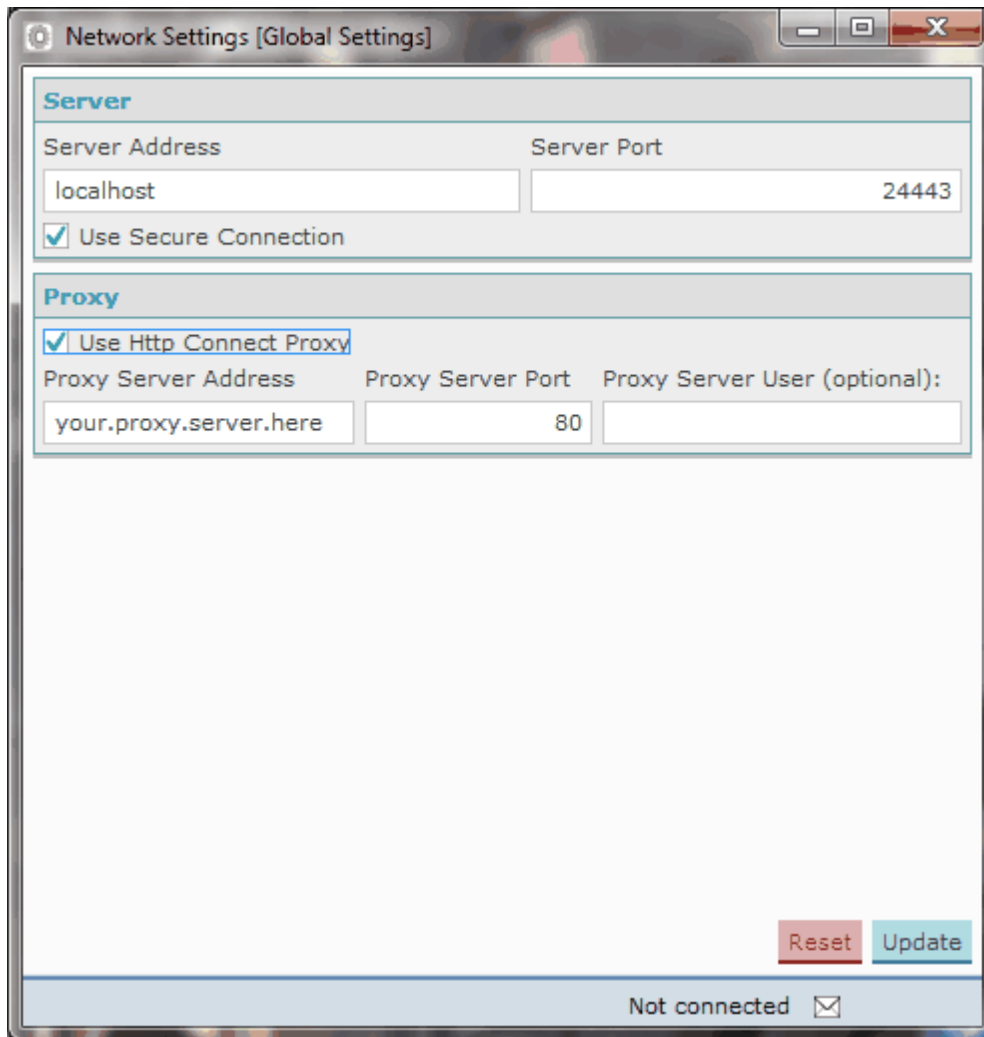 Network Settings [Global Settings]
Server
Server Address Server Port
localhost 24443
Use Secure Connection
Proxy
Use Http Connect Proxy
Proxy Server Address Proxy Server Port Proxy Server User (optional):
your.proxy.server.here 80
Reset Update
Not connected